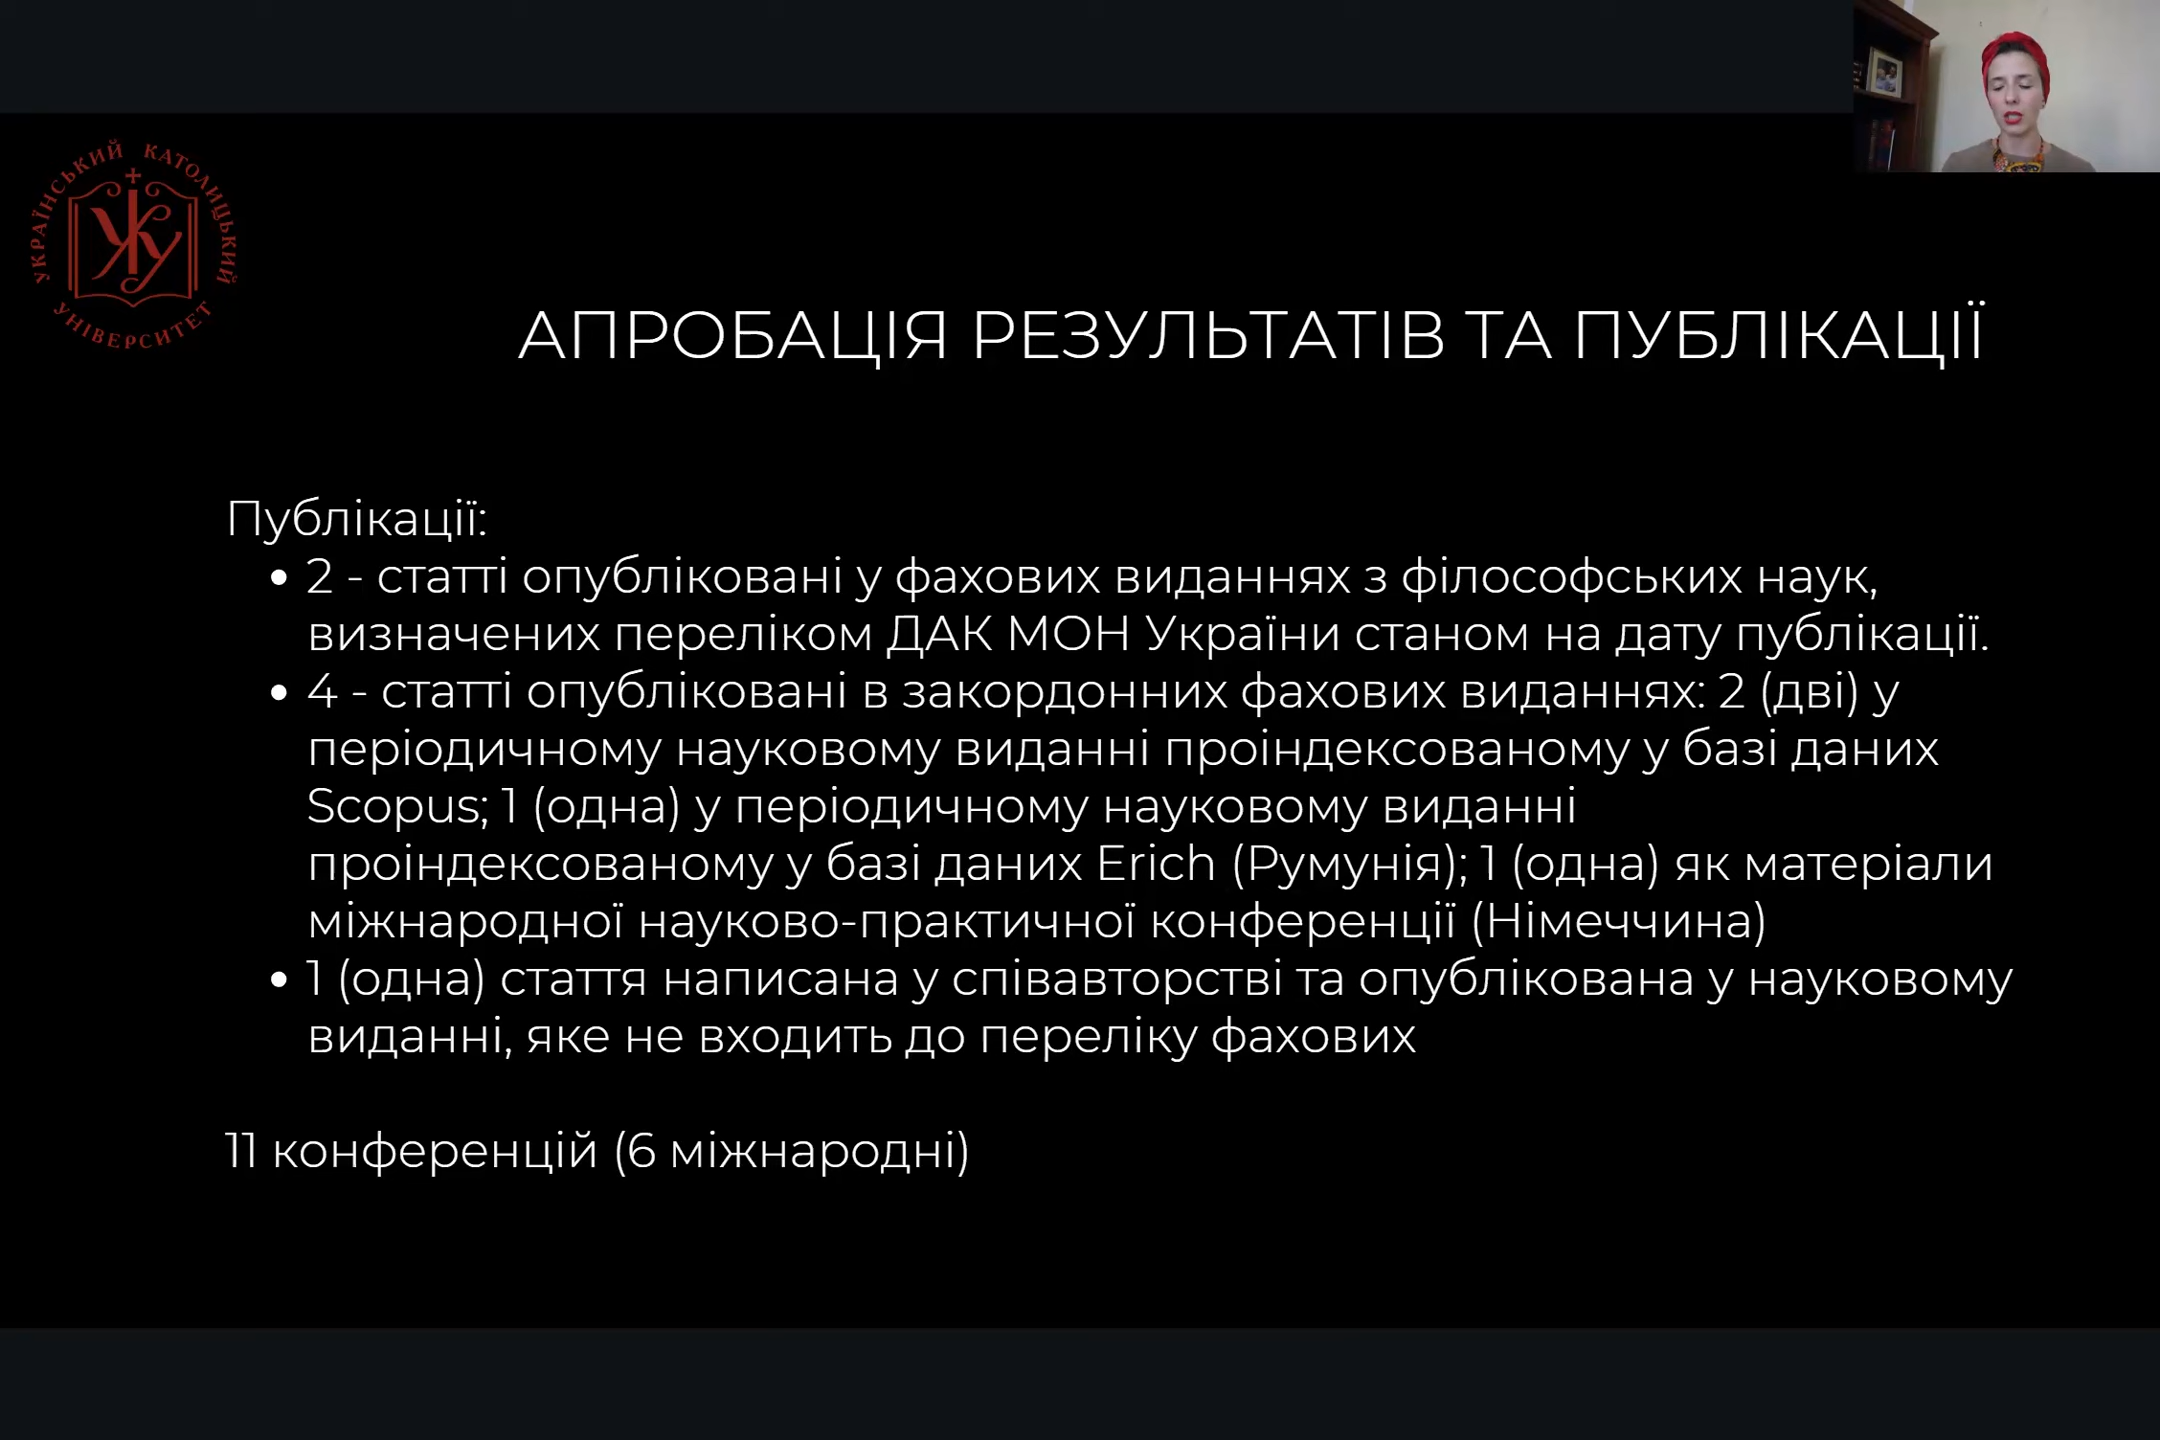 УКРАЇНСЬКИЙ КАТОЛИЦЬКИЙ
УНІВЕРСИТЕТ
АПРОБАЦІЯ РЕЗУЛЬТАТІВ ТА ПУБЛІКАЦІЇ
Публікації:
• 2 - статті опубліковані у фахових виданнях з філософських наук,
визначених переліком ДАК МОН України станом на дату публікації.
• 4 - статті опубліковані в закордонних фахових виданнях: 2 (дві) у
періодичному науковому виданні проіндексованому у базі даних
Scopus; 1 (одна) у періодичному науковому виданні
проіндексованому у базі даних Erich (Румунія); 1 (одна) як матеріали
міжнародної науково-практичної конференції (Німеччина)
• 1 (одна) стаття написана у співавторстві та опублікована у науковому
виданні, яке не входить до переліку фахових
11 конференцій (6 міжнародні)